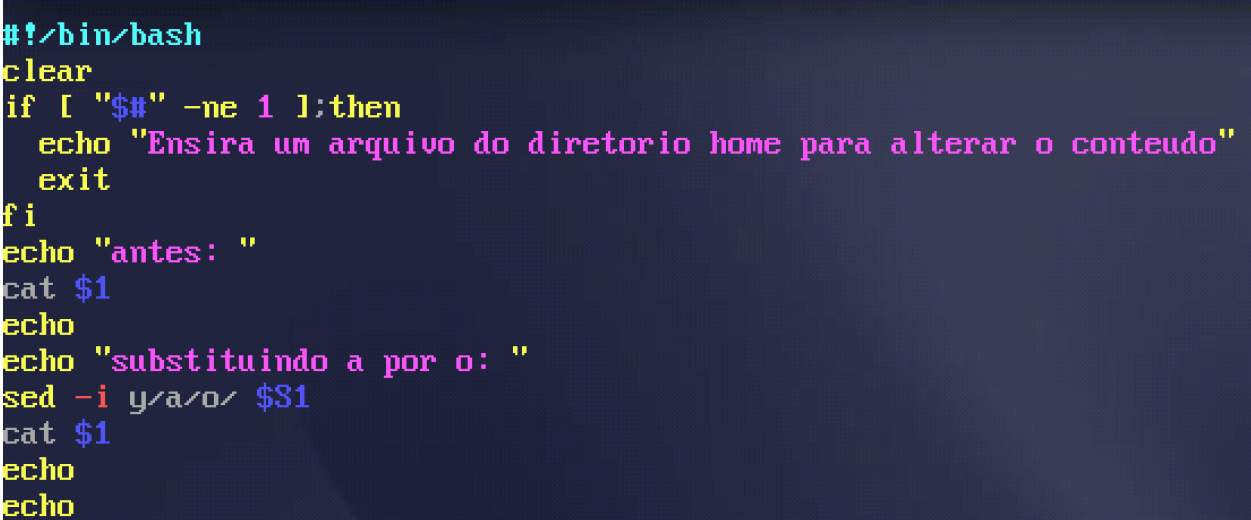 #!/bin/bash
clear
if [ "$#" -ne 1 ];then
  echo "Ensira um arquivo do diretorio home para alterar o conteudo"
  exit
fi
echo "antes: "
cat $1
echo
echo "substituindo a por o: "
sed -i y/a/o/ $S1
cat $1
echo
echo